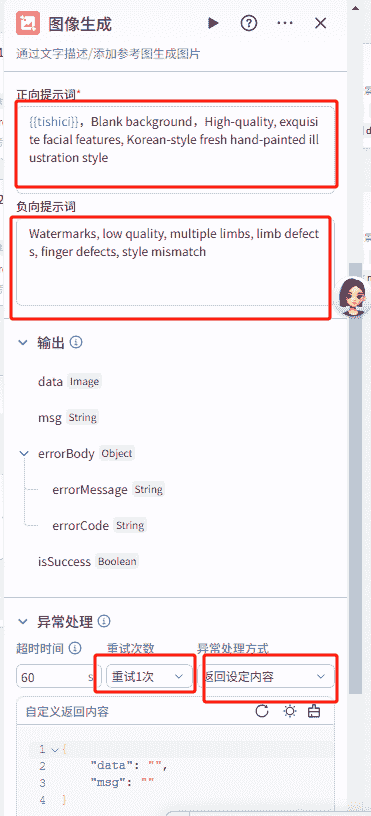 图像生成
通过文字描述/添加参考图生成图片
正向提示词*
{{tishici}}，Blank background，High-quality, exquisi
te facial features, Korean-style fresh hand-painted ill
ustration style
负向提示词
Watermarks, low quality, multiple limbs, limb defect
s, finger defects, style mismatch
输出
data Image
msg String
errorBody Object
errorMessage String
errorCode String
isSuccess Boolean
异常处理
超时时间 重试次数 异常处理方式
60 s 重试1次 返回设定内容
自定义返回内容
1 {
2 "data": "",
3 "msg": ""
4 }